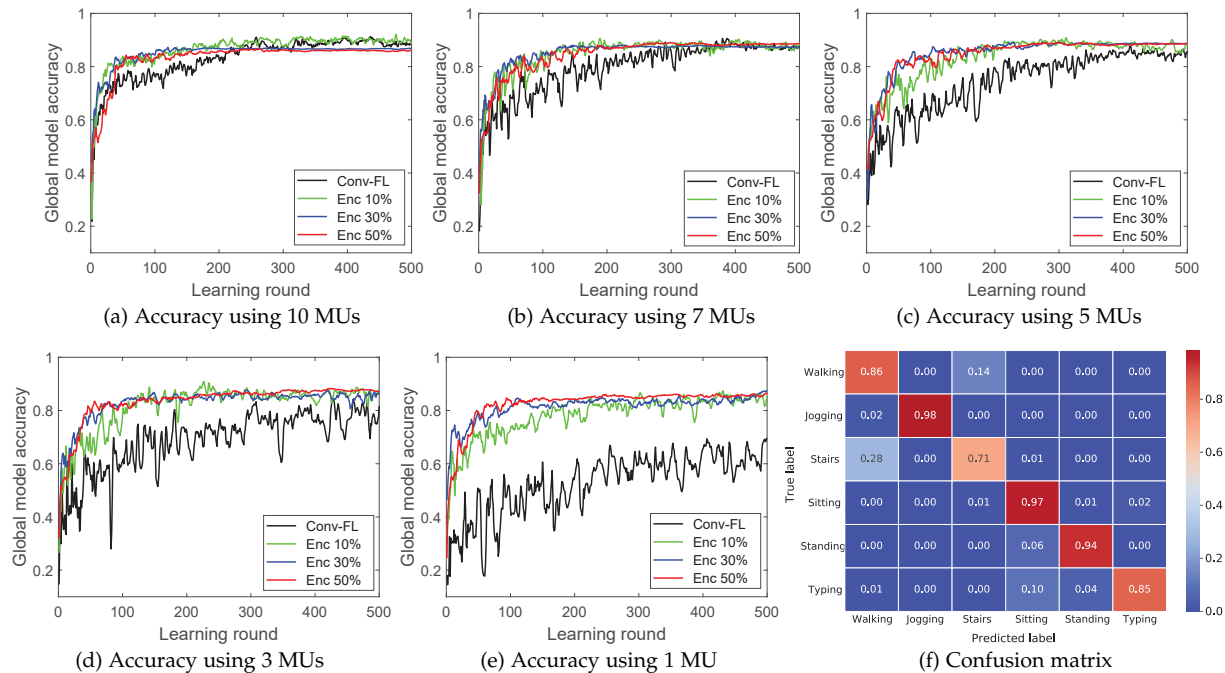 Global model accuracy
1
0.8
0.6
0.4
0.2
0 100 200 300 400 500
Learning round
Conv-FL
Enc 10%
Enc 30%
Enc 50%
(a) Accuracy using 10 MUs
Global model accuracy
1
0.8
0.6
0.4
0.2
0 100 200 300 400 500
Learning round
Conv-FL
Enc 10%
Enc 30%
Enc 50%
(b) Accuracy using 7 MUs
Global model accuracy
1
0.8
0.6
0.4
0.2
0 100 200 300 400 500
Learning round
Conv-FL
Enc 10%
Enc 30%
Enc 50%
(c) Accuracy using 5 MUs
Global model accuracy
1
0.8
0.6
0.4
0.2
0 100 200 300 400 500
Learning round
Conv-FL
Enc 10%
Enc 30%
Enc 50%
(d) Accuracy using 3 MUs
Global model accuracy
1
0.8
0.6
0.4
0.2
0 100 200 300 400 500
Learning round
Conv-FL
Enc 10%
Enc 30%
Enc 50%
(e) Accuracy using 1 MU
True label
Walking 0.86 0.00 0.14 0.00 0.00 0.00
Jogging 0.02 0.98 0.00 0.00 0.00 0.00
Stairs 0.28 0.00 0.71 0.01 0.00 0.00
Sitting 0.00 0.00 0.01 0.97 0.01 0.02
Standing 0.00 0.00 0.00 0.06 0.94 0.00
Typing 0.01 0.00 0.00 0.10 0.04 0.85
Walking Jogging Stairs Sitting Standing Typing
Predicted label
0.8
0.6
0.4
0.2
0.0
(f) Confusion matrix